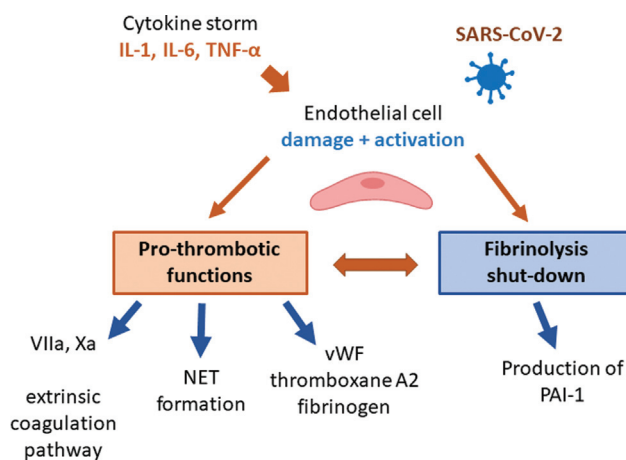 Cytokine storm
IL-1, IL-6, TNF-α
SARS-CoV-2
Endothelial cell
damage + activation
Pro-thrombotic
functions
Fibrinolysis
shut-down
VIIa, Xa
extrinsic
coagulation
pathway
NET
formation
vWF
thromboxane A2
fibrinogen
Production of
PAI-1